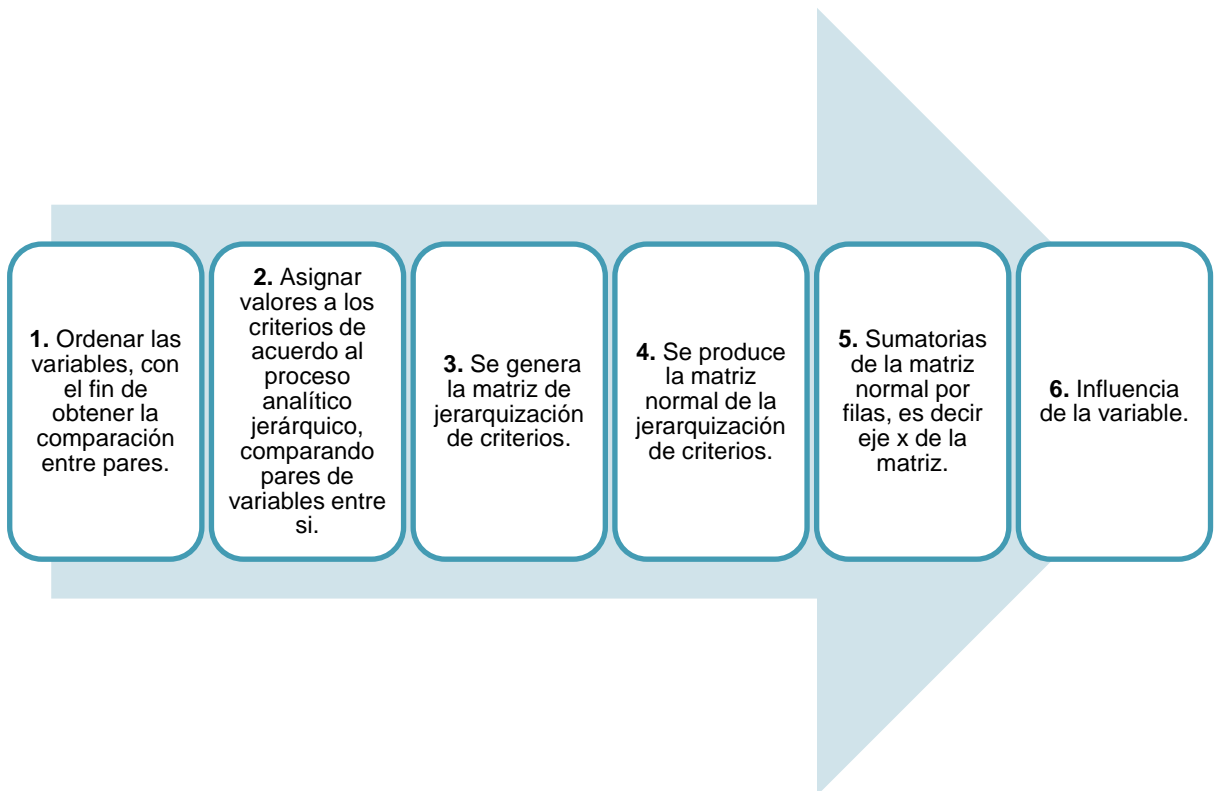 1. Ordenar las
variables, con
el fin de
obtener la
comparación
entre pares.
2. Asignar
valores a los
criterios de
acuerdo al
proceso
analítico
jerárquico,
comparando
pares de
variables entre
si.
3. Se genera
la matriz de
jerarquización
de criterios.
4. Se produce
la matriz
normal de la
jerarquización
de criterios.
5. Sumatorias
de la matriz
normal por
filas, es decir
eje x de la
matriz.
6. Influencia
de la variable.